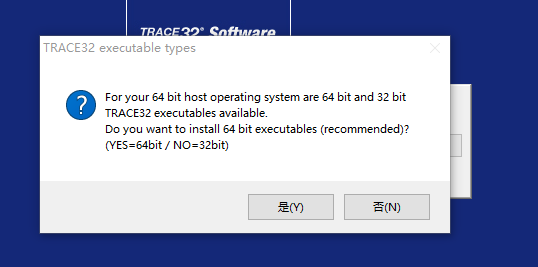 TRACE32® Software
TRACE32 executable types
For your 64 bit host operating system are 64 bit and 32 bit
TRACE32 executables available.
Do you want to install 64 bit executables (recommended)?
(YES=64bit / NO=32bit)
是(Y)
否(N)